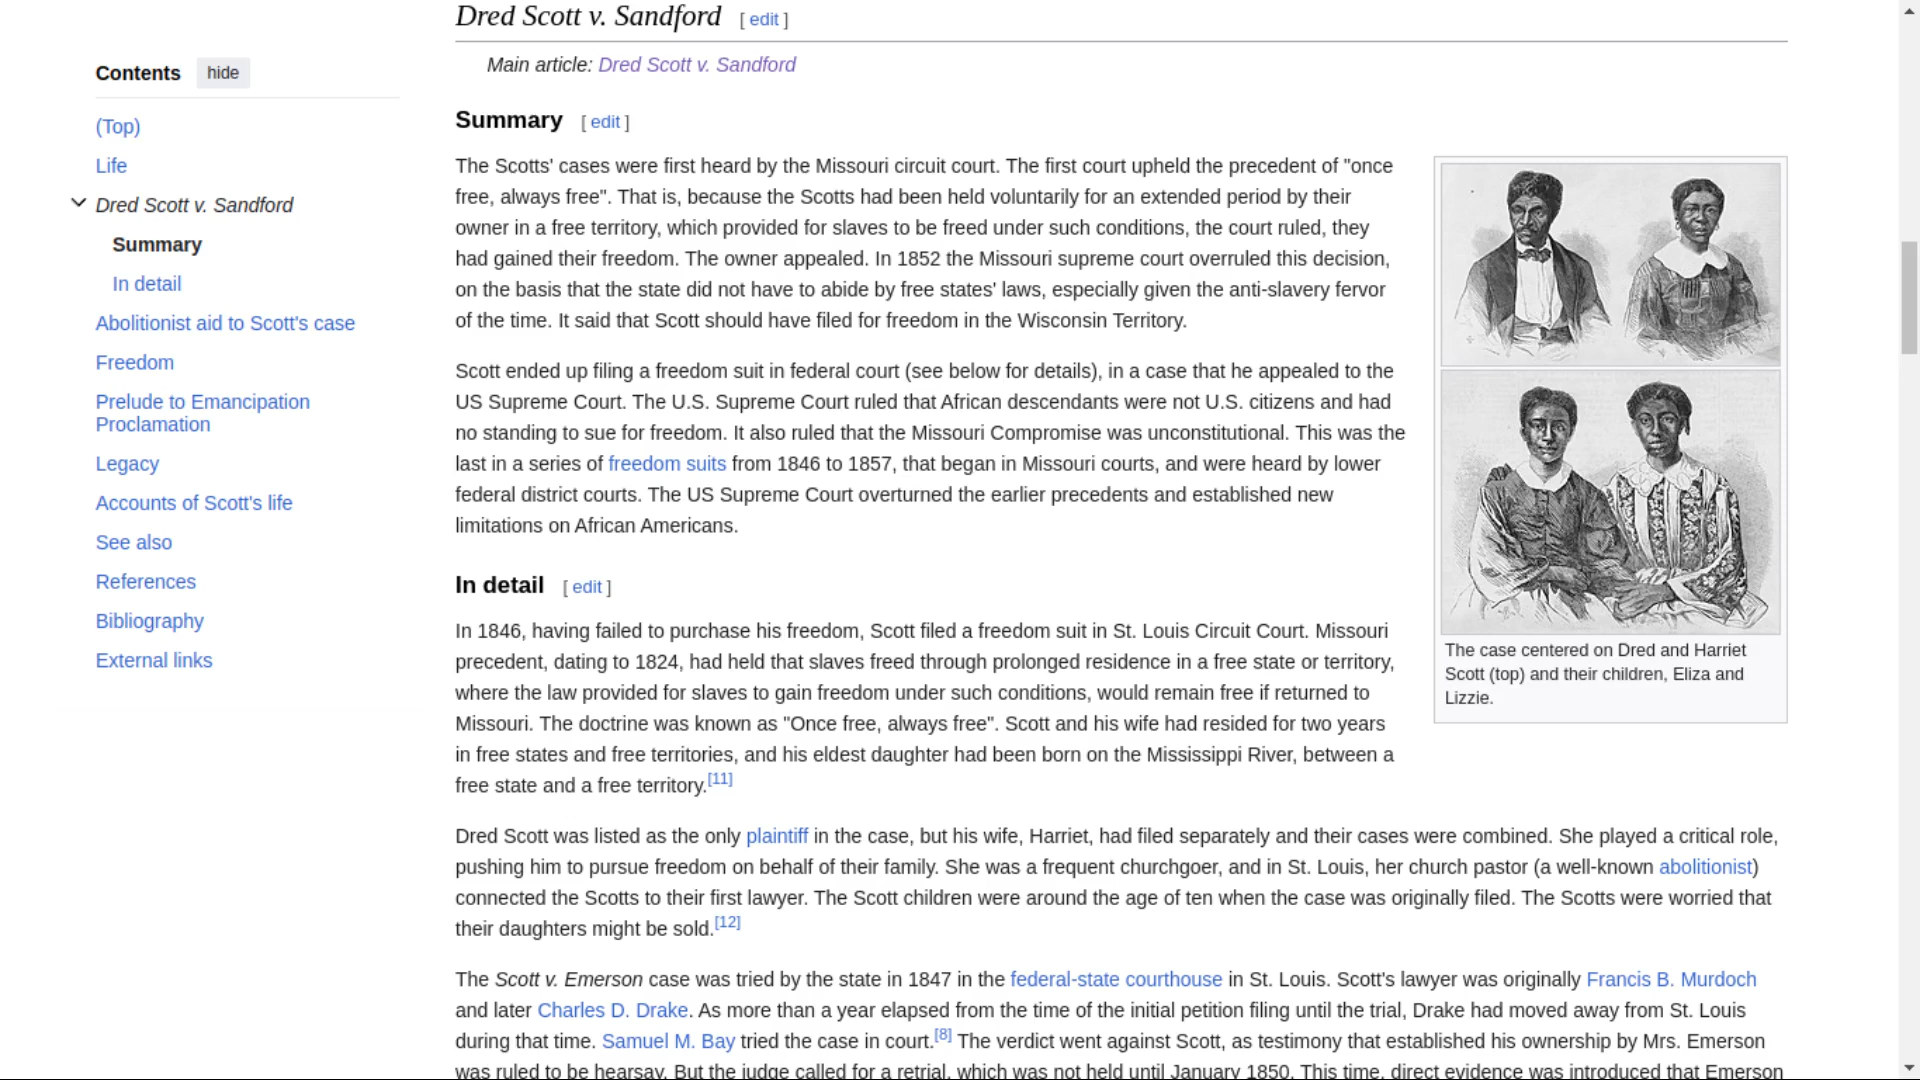 Dred Scott v. Sandford [ edit ]
Main article: Dred Scott v. Sandford
Contents hide
(Top)
Life
Dred Scott v. Sandford
Summary
In detail
Abolitionist aid to Scott's case
Freedom
Prelude to Emancipation
Proclamation
Legacy
Accounts of Scott's life
See also
References
Bibliography
External links
Summary [ edit ]
The Scotts' cases were first heard by the Missouri circuit court. The first court upheld the precedent of "once
free, always free". That is, because the Scotts had been held voluntarily for an extended period by their
owner in a free territory, which provided for slaves to be freed under such conditions, the court ruled, they
had gained their freedom. The owner appealed. In 1852 the Missouri supreme court overruled this decision,
on the basis that the state did not have to abide by free states' laws, especially given the anti-slavery fervor
of the time. It said that Scott should have filed for freedom in the Wisconsin Territory.
Scott ended up filing a freedom suit in federal court (see below for details), in a case that he appealed to the
US Supreme Court. The U.S. Supreme Court ruled that African descendants were not U.S. citizens and had
no standing to sue for freedom. It also ruled that the Missouri Compromise was unconstitutional. This was the
last in a series of freedom suits from 1846 to 1857, that began in Missouri courts, and were heard by lower
federal district courts. The US Supreme Court overturned the earlier precedents and established new
limitations on African Americans.
The case centered on Dred and Harriet
Scott (top) and their children, Eliza and
Lizzie.
In detail [ edit ]
In 1846, having failed to purchase his freedom, Scott filed a freedom suit in St. Louis Circuit Court. Missouri
precedent, dating to 1824, had held that slaves freed through prolonged residence in a free state or territory,
where the law provided for slaves to gain freedom under such conditions, would remain free if returned to
Missouri. The doctrine was known as "Once free, always free". Scott and his wife had resided for two years
in free states and free territories, and his eldest daughter had been born on the Mississippi River, between a
free state and a free territory.[11]
Dred Scott was listed as the only plaintiff in the case, but his wife, Harriet, had filed separately and their cases were combined. She played a critical role,
pushing him to pursue freedom on behalf of their family. She was a frequent churchgoer, and in St. Louis, her church pastor (a well-known abolitionist)
connected the Scotts to their first lawyer. The Scott children were around the age of ten when the case was originally filed. The Scotts were worried that
their daughters might be sold.[12]
The Scott v. Emerson case was tried by the state in 1847 in the federal-state courthouse in St. Louis. Scott's lawyer was originally Francis B. Murdoch
and later Charles D. Drake. As more than a year elapsed from the time of the initial petition filing until the trial, Drake had moved away from St. Louis
during that time. Samuel M. Bay tried the case in court.[8] The verdict went against Scott, as testimony that established his ownership by Mrs. Emerson
was ruled to be hearsay. But the judge called for a retrial, which was not held until January 1850. This time, direct evidence was introduced that Emerson